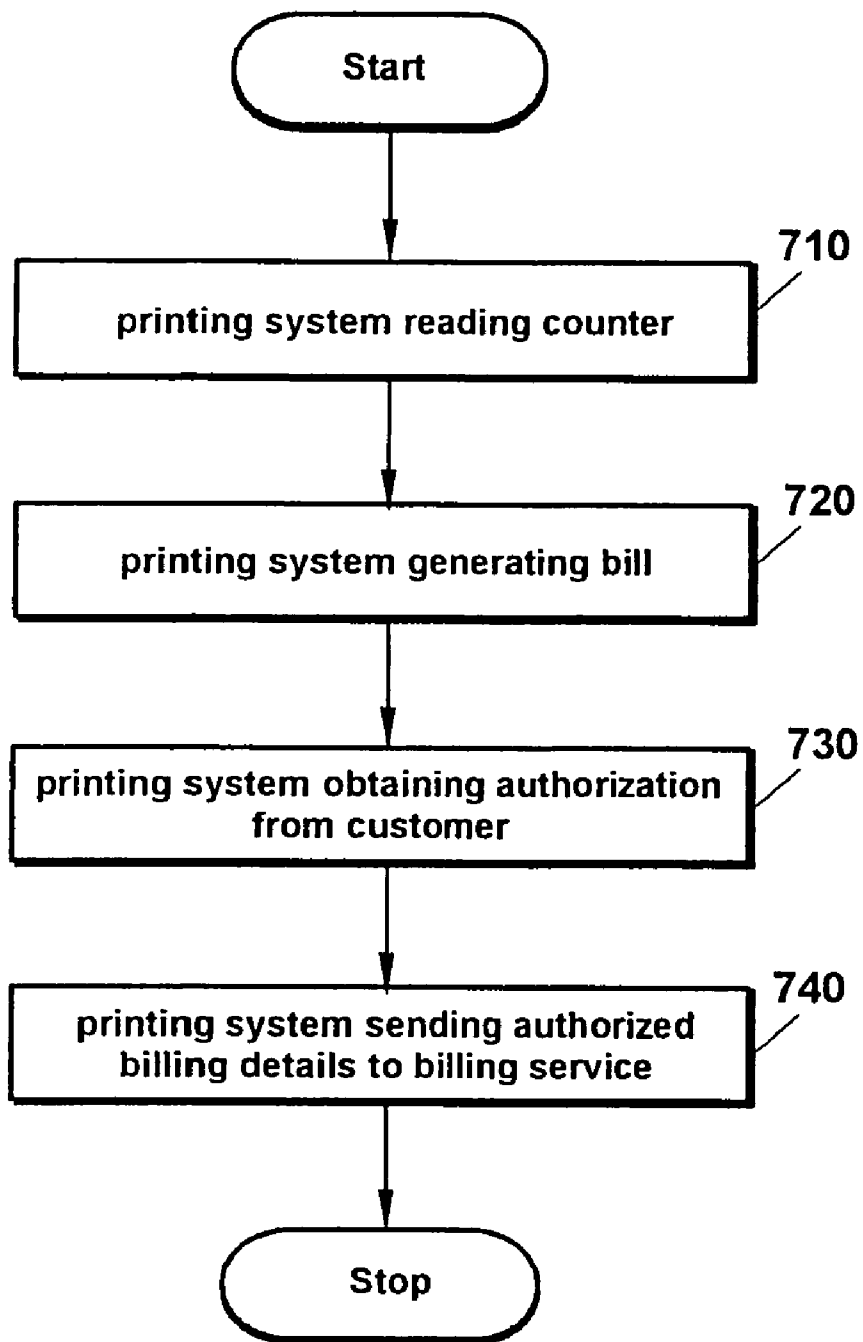 Start
710
printing system reading counter
720
printing system generating bill
730
printing system obtaining authorization
from customer
740
printing system sending authorized
billing details to billing service
Stop